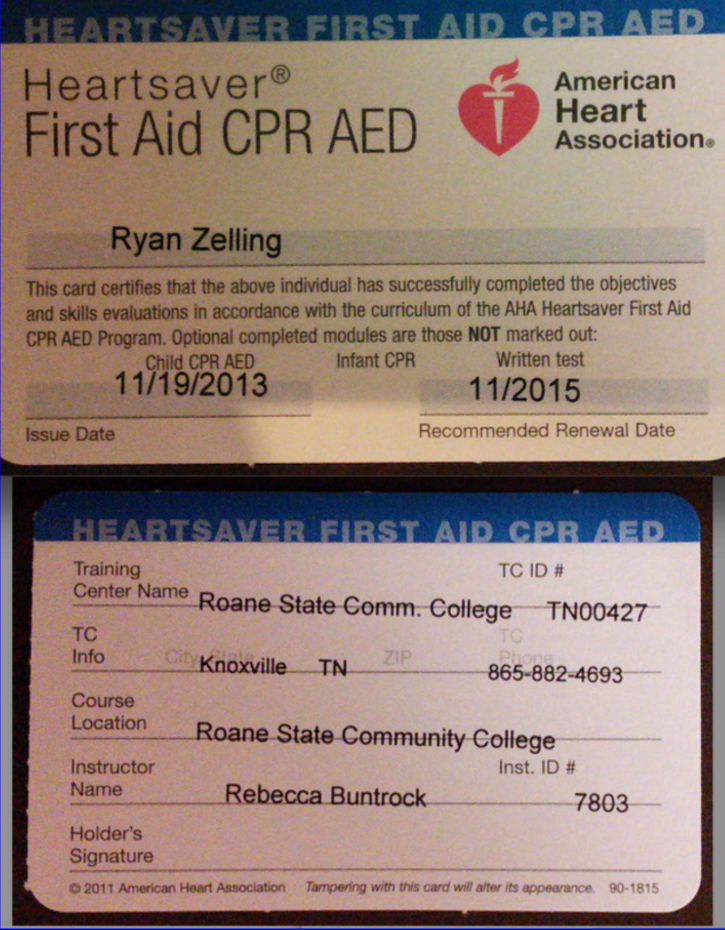 HEARTSAVER FIRST AID CPR AED
Heartsaver®
First Aid CPR AED
American
Heart
Association®
Ryan Zelling
This card certifies that the above individual has successfully completed the objectives
and skills evaluations in accordance with the curriculum of the AHA Heartsaver First Aid
CPR AED Program. Optional completed modules are those NOT marked out:
Child CPR AED Infant CPR Written test
11/19/2013 11/2015
Issue Date Recommended Renewal Date
HEARTSAVER FIRST AID CPR AED
Training TC ID #
Center Name Roane State Comm. College TN00427
TC TC
Info City, State ZIP Phone
Knoxville TN 865-882-4693
Course
Location Roane State Community College
Instructor Inst. ID #
Name Rebecca Buntrock 7803
Holder's
Signature
© 2011 American Heart Association Tampering with this card will alter its appearance. 90-1815